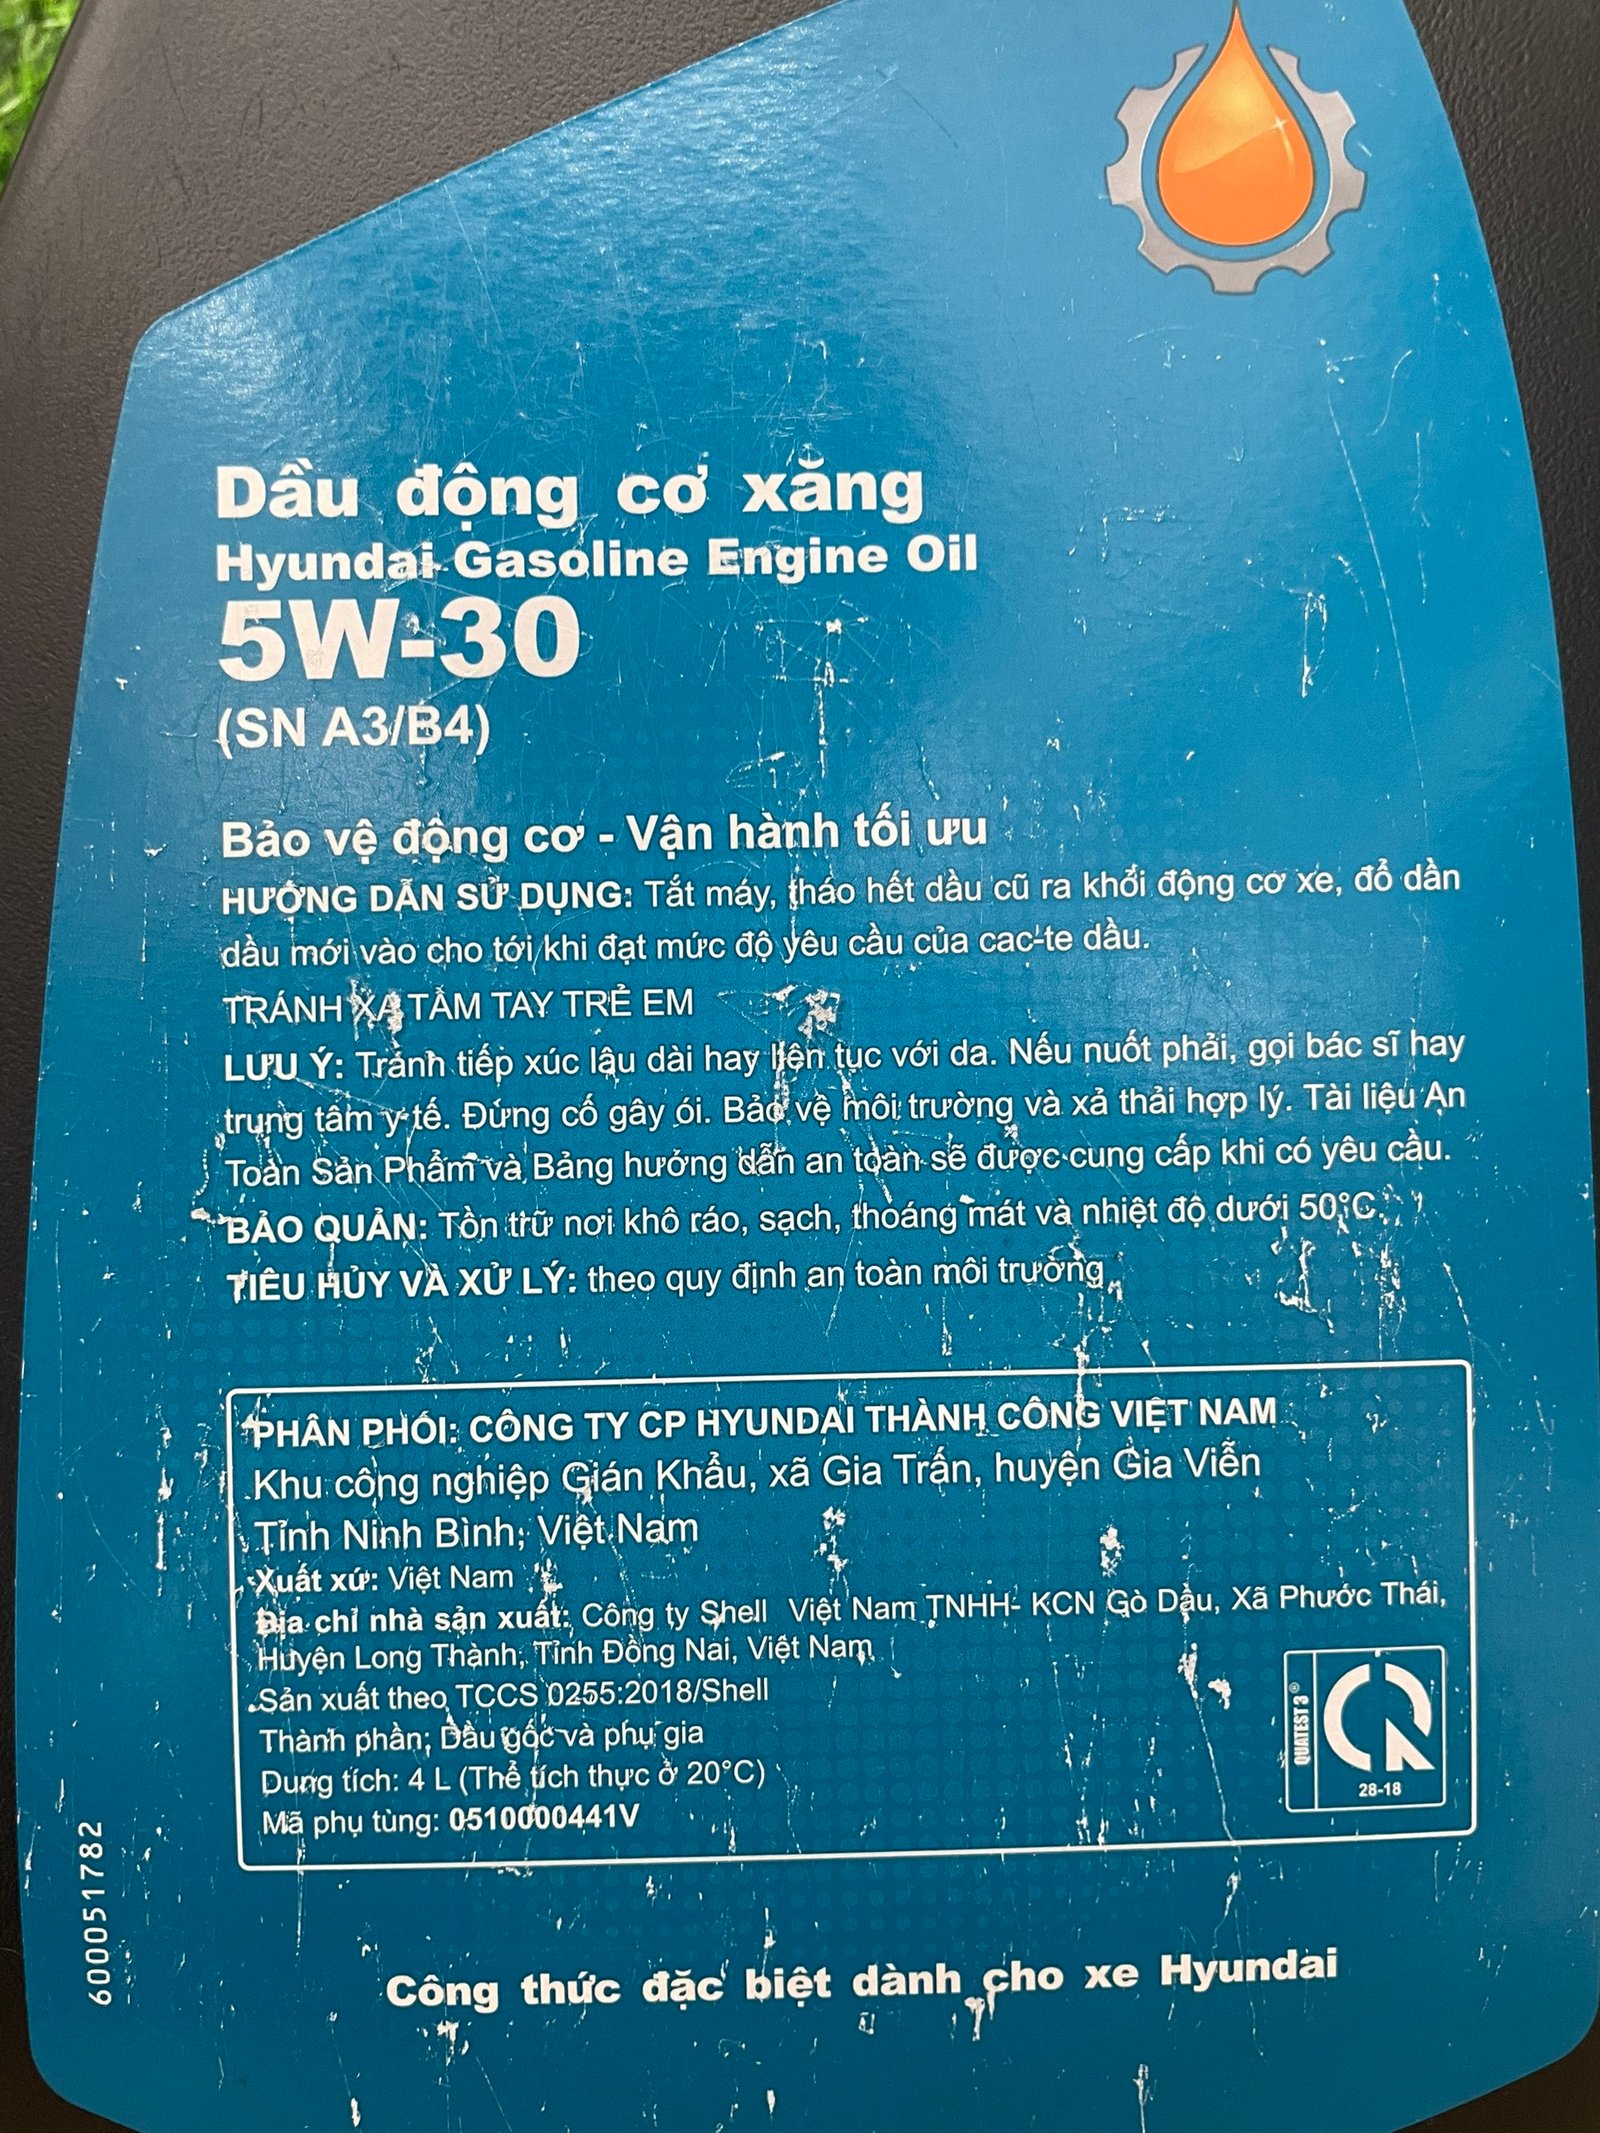 Dầu động cơ xăng
Hyundai Gasoline Engine Oil
5W-30
(SN A3/B4)
Bảo vệ động cơ - Vận hành tối ưu
HƯỚNG DẪN SỬ DỤNG: Tắt máy, tháo hết dầu cũ ra khỏi động cơ xe, đổ dần
dầu mới vào cho tới khi đạt mức độ yêu cầu của cac-te dầu.
TRÁNH XA TẦM TAY TRẺ EM
LƯU Ý: Tránh tiếp xúc lâu dài hay liên tục với da. Nếu nuốt phải, gọi bác sĩ hay
trung tâm y tế. Đừng cố gây ói. Bảo vệ môi trường và xả thải hợp lý. Tài liệu An
Toàn Sản Phẩm và Bảng hướng dẫn an toàn sẽ được cung cấp khi có yêu cầu.
BẢO QUẢN: Tồn trữ nơi khô ráo, sạch, thoáng mát và nhiệt độ dưới 50°C.
TIÊU HỦY VÀ XỬ LÝ: theo quy định an toàn môi trường
PHÂN PHỐI: CÔNG TY CP HYUNDAI THÀNH CÔNG VIỆT NAM
Khu công nghiệp Gián Khẩu, xã Gia Trấn, huyện Gia Viễn
Tỉnh Ninh Bình, Việt Nam
Xuất xứ: Việt Nam
Địa chỉ nhà sản xuất: Công ty Shell Việt Nam TNHH- KCN Gò Dầu, Xã Phước Thái,
Huyện Long Thành, Tỉnh Đồng Nai, Việt Nam
Sản xuất theo TCCS 0255:2018/Shell
Thành phần: Dầu gốc và phụ gia
Dung tích: 4 L (Thể tích thực ở 20°C)
Mã phụ tùng: 0510000441V
QUATEST 3®
28-18
600051782
Công thức đặc biệt dành cho xe Hyundai